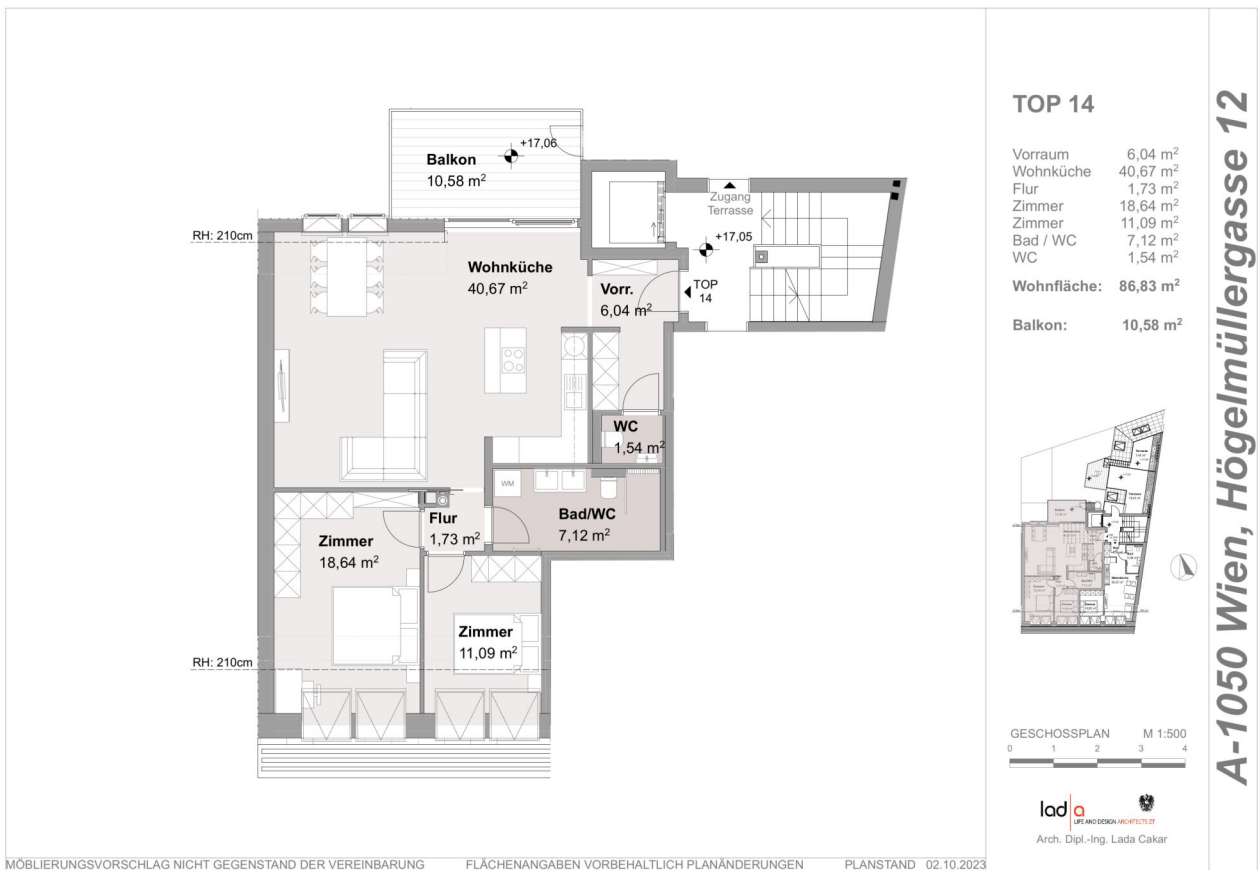 Balkon
10,58 m²
+17,06
Zugang
Terrasse
+17,05
RH: 210cm
Wohnküche
40,67 m²
Vorr.
6,04 m²
TOP
14
WC
1,54 m²
WM
Bad/WC
7,12 m²
Flur
1,73 m²
Zimmer
18,64 m²
Zimmer
11,09 m²
RH: 210cm
TOP 14
Vorraum 6,04 m²
Wohnküche 40,67 m²
Flur 1,73 m²
Zimmer 18,64 m²
Zimmer 11,09 m²
Bad / WC 7,12 m²
WC 1,54 m²
Wohnfläche: 86,83 m²
Balkon: 10,58 m²
GESCHOSSPLAN M 1:500
0 1 2 3 4
lad a
LIFE AND DESIGN ARCHITECTS ZT
Arch. Dipl.-Ing. Lada Cakar
A-1050 Wien, Högelmüllergasse 12
MÖBLIERUNGSVORSCHLAG NICHT GEGENSTAND DER VEREINBARUNG FLÄCHENANGABEN VORBEHALTLICH PLANÄNDERUNGEN PLANSTAND 02.10.2023